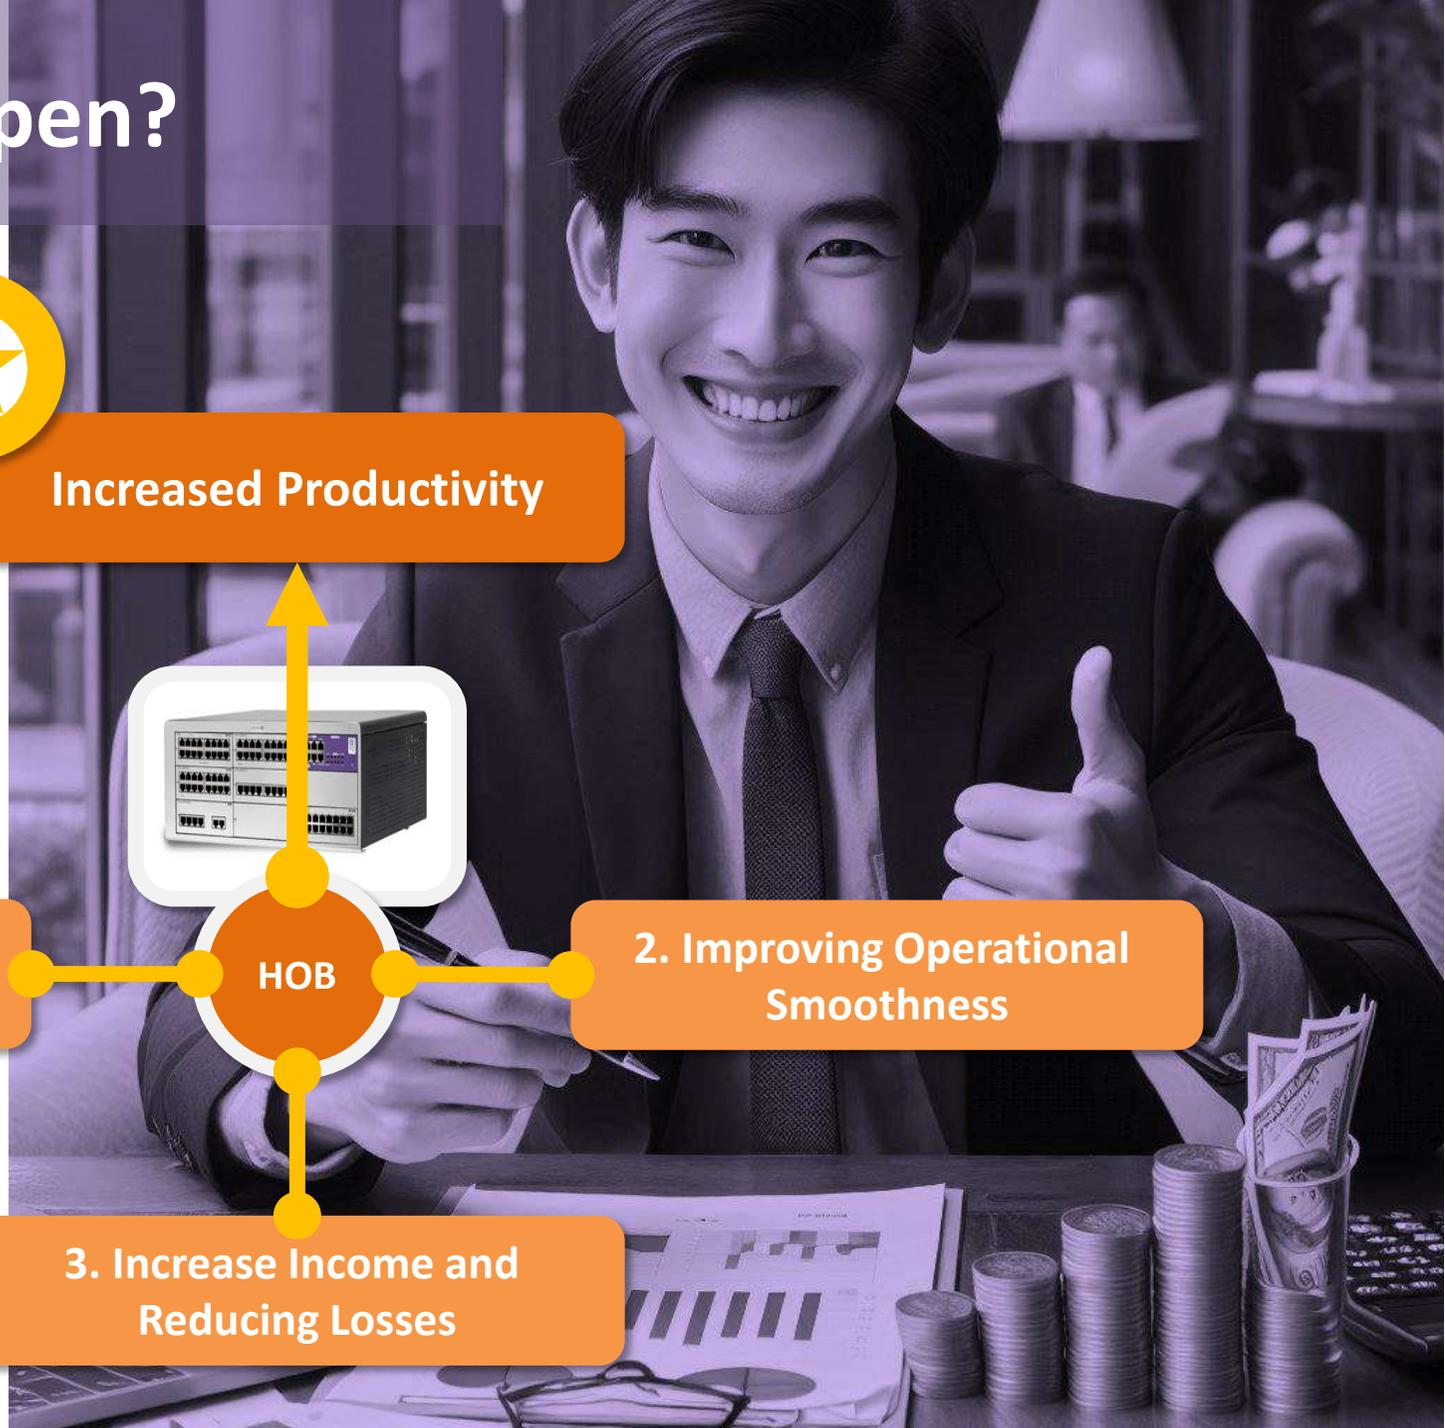 pen?
Increased Productivity
HOB
2. Improving Operational
Smoothness
3. Increase Income and
Reducing Losses